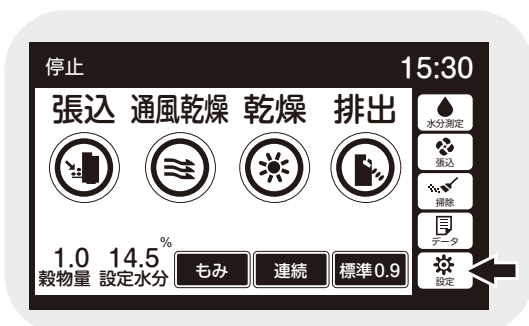 停止 15:30
張込 通風乾燥 乾燥 排出
水分測定
張込
掃除
データ
設定
1.0 14.5%
穀物量 設定水分
もみ 連続 標準0.9